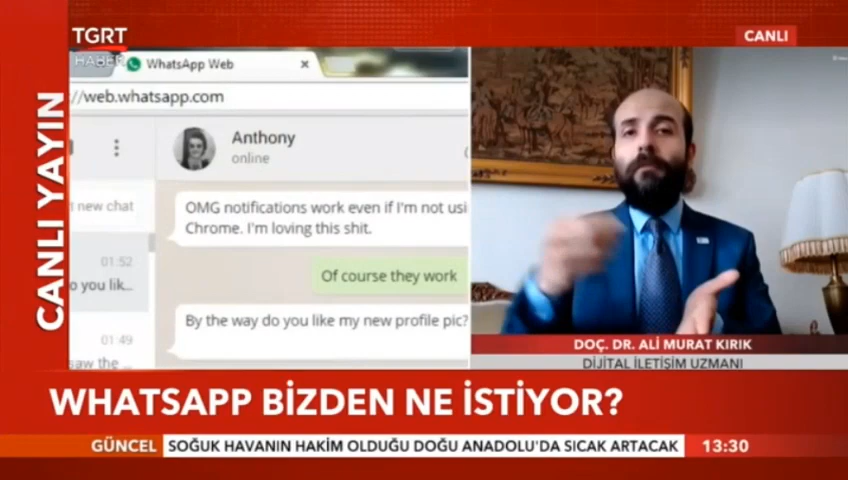 TGRT
HABER
CANLI
CANLI YAYIN
WhatsApp Web
//web.whatsapp.com
Anthony
online
t new chat
OMG notifications work even if I'm not usi
Chrome. I'm loving this shit.
01:52
Of course they work
o you lik...
By the way do you like my new profile pic?
01:49
saw the ...
DOÇ. DR. ALİ MURAT KIRIK
DİJİTAL İLETİŞİM UZMANI
WHATSAPP BİZDEN NE İSTİYOR?
GÜNCEL SOĞUK HAVANIN HAKİM OLDUĞU DOĞU ANADOLU'DA SICAK ARTACAK 13:30